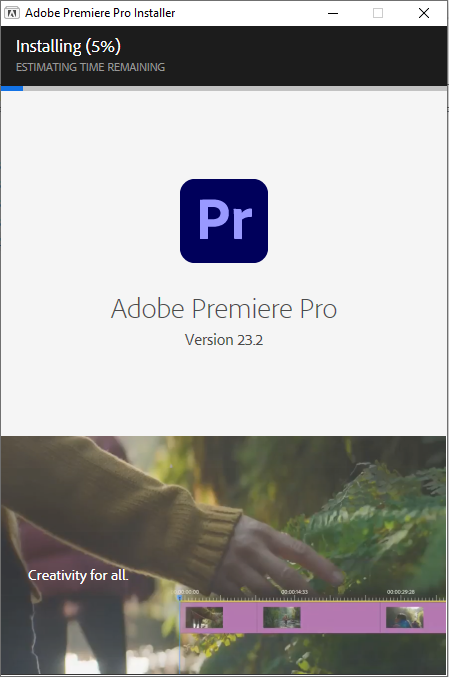 Adobe Premiere Pro Installer
Installing (5%)
ESTIMATING TIME REMAINING
Pr
Adobe Premiere Pro
Version 23.2
Creativity for all.
00:00:14:33
00:00:29:28